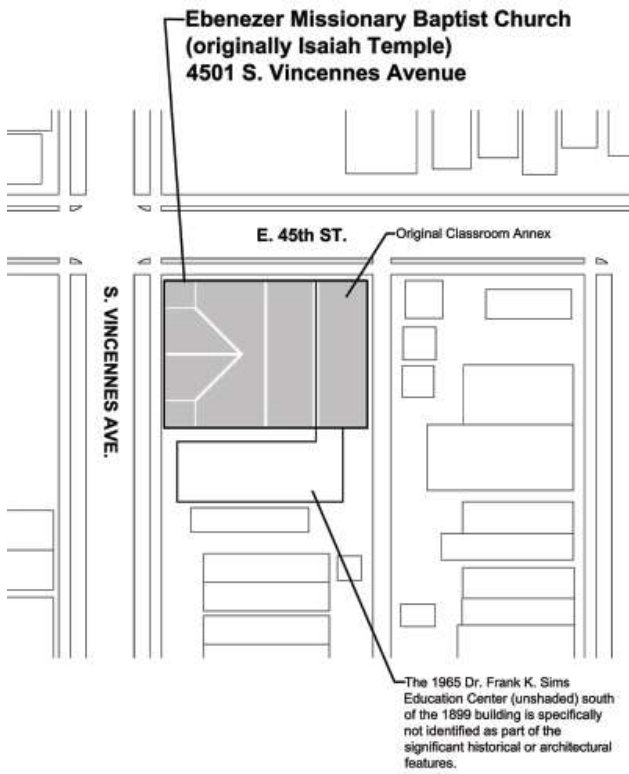 Ebenezer Missionary Baptist Church
(originally Isaiah Temple)
4501 S. Vincennes Avenue
E. 45th ST.
Original Classroom Annex
S. VINCENNES AVE.
The 1965 Dr. Frank K. Sims
Education Center (unshaded) south
of the 1899 building is specifically
not identified as part of the
significant historical or architectural
features.